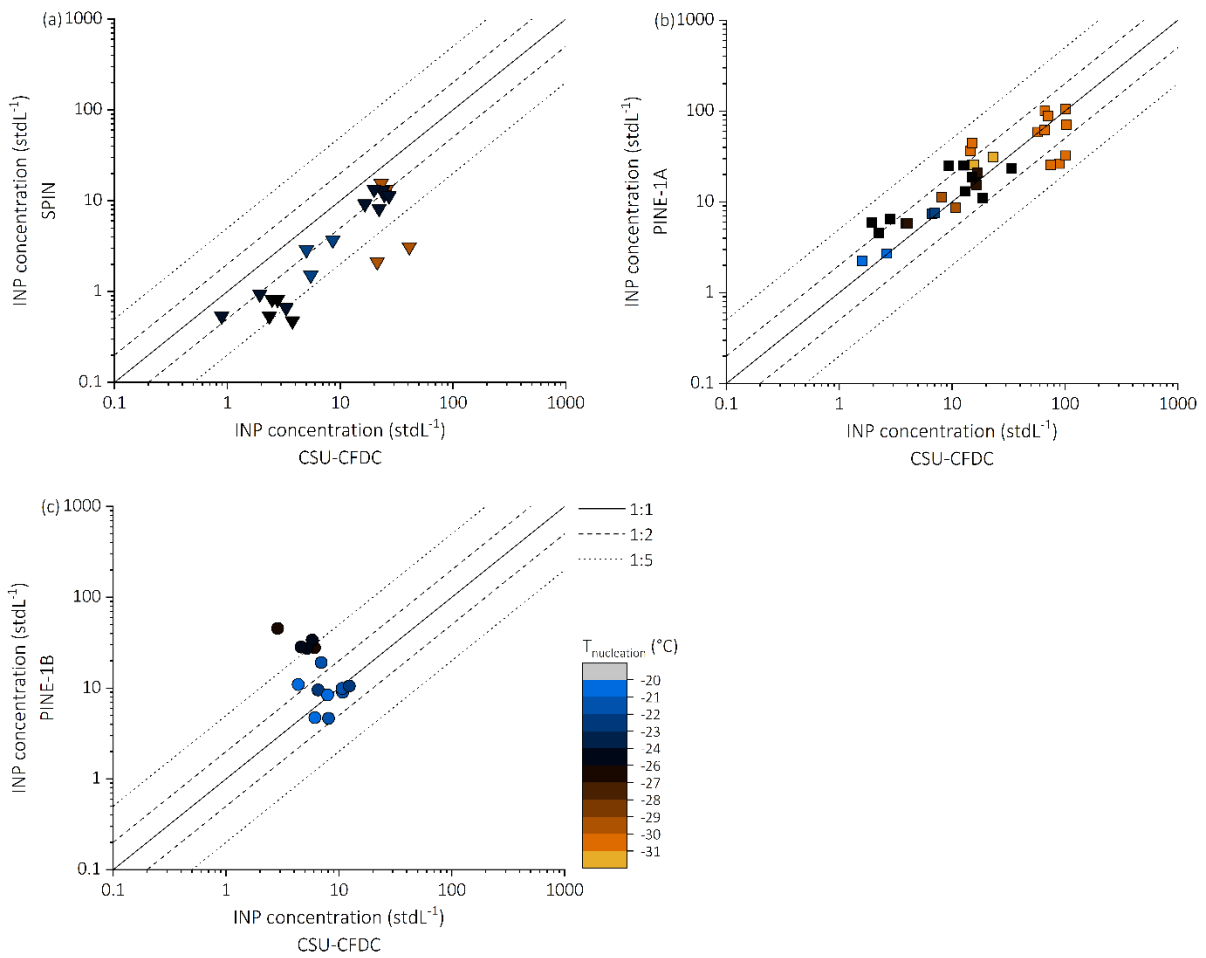 (a) 1000
100
10
1
0.1
INP concentration (stdL-1)
SPIN
0.1 1 10 100 1000
INP concentration (stdL-1)
CSU-CFDC
(b) 1000
100
10
1
0.1
INP concentration (stdL-1)
PINE-1A
0.1 1 10 100 1000
INP concentration (stdL-1)
CSU-CFDC
(c) 1000
100
10
1
0.1
INP concentration (stdL-1)
PINE-1B
0.1 1 10 100 1000
INP concentration (stdL-1)
CSU-CFDC
1:1
1:2
1:5
Tnucleation (°C)
-20
-21
-22
-23
-24
-26
-27
-28
-29
-30
-31